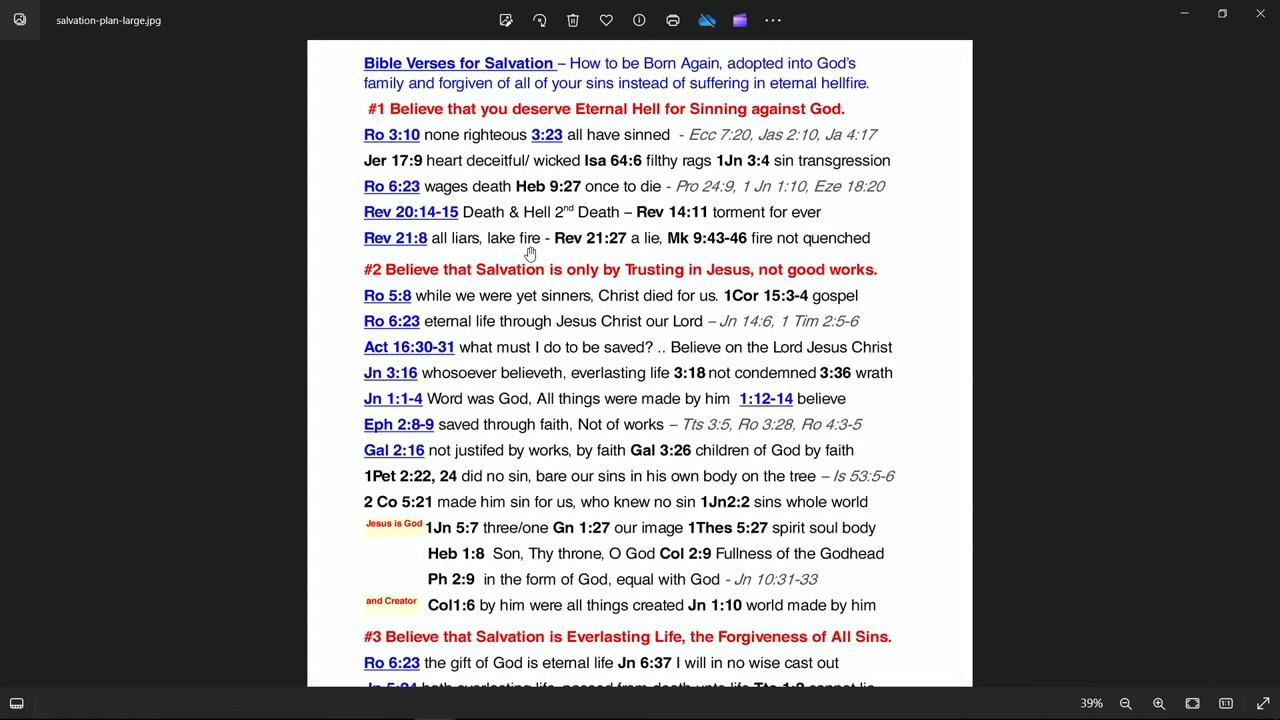 salvation-plan-large.jpg
Bible Verses for Salvation – How to be Born Again, adopted into God's
family and forgiven of all of your sins instead of suffering in eternal hellfire.
#1 Believe that you deserve Eternal Hell for Sinning against God.
Ro 3:10 none righteous 3:23 all have sinned - Ecc 7:20, Jas 2:10, Ja 4:17
Jer 17:9 heart deceitful/ wicked Isa 64:6 filthy rags 1Jn 3:4 sin transgression
Ro 6:23 wages death Heb 9:27 once to die - Pro 24:9, 1 Jn 1:10, Eze 18:20
Rev 20:14-15 Death & Hell 2nd Death – Rev 14:11 torment for ever
Rev 21:8 all liars, lake fire - Rev 21:27 a lie, Mk 9:43-46 fire not quenched
#2 Believe that Salvation is only by Trusting in Jesus, not good works.
Ro 5:8 while we were yet sinners, Christ died for us. 1Cor 15:3-4 gospel
Ro 6:23 eternal life through Jesus Christ our Lord – Jn 14:6, 1 Tim 2:5-6
Act 16:30-31 what must I do to be saved? .. Believe on the Lord Jesus Christ
Jn 3:16 whosoever believeth, everlasting life 3:18 not condemned 3:36 wrath
Jn 1:1-4 Word was God, All things were made by him 1:12-14 believe
Eph 2:8-9 saved through faith, Not of works – Tts 3:5, Ro 3:28, Ro 4:3-5
Gal 2:16 not justifed by works, by faith Gal 3:26 children of God by faith
1Pet 2:22, 24 did no sin, bare our sins in his own body on the tree – Is 53:5-6
2 Co 5:21 made him sin for us, who knew no sin 1Jn2:2 sins whole world
Jesus is God 1Jn 5:7 three/one Gn 1:27 our image 1Thes 5:27 spirit soul body
Heb 1:8 Son, Thy throne, O God Col 2:9 Fullness of the Godhead
Ph 2:9 in the form of God, equal with God - Jn 10:31-33
and Creator Col1:6 by him were all things created Jn 1:10 world made by him
#3 Believe that Salvation is Everlasting Life, the Forgiveness of All Sins.
Ro 6:23 the gift of God is eternal life Jn 6:37 I will in no wise cast out
Jn 5:24 hath everlasting life, passed from death unto life Tts 1:2 cannot lie
39%